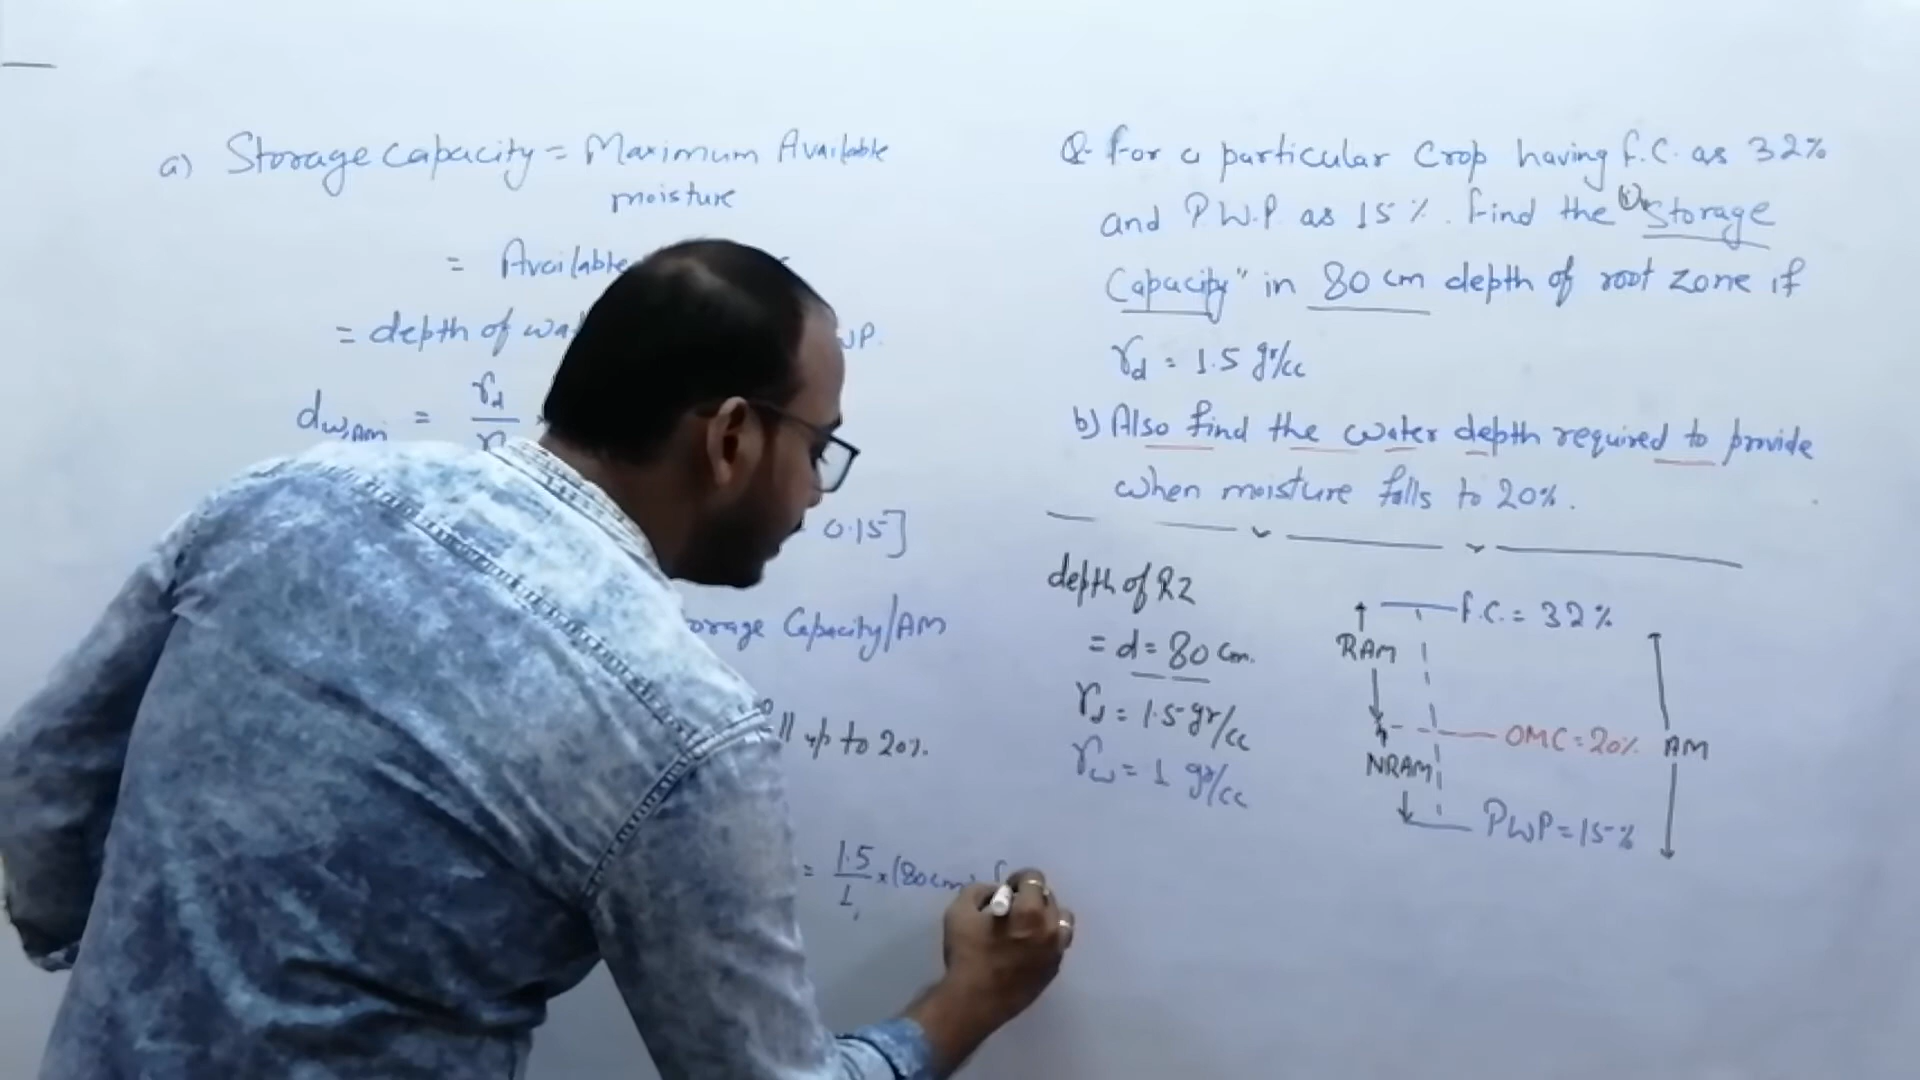 a) Storage Capacity = Maximum Available
moisture
= Available
= depth of wa
WP.
dw,AM = γd
0.15]
orage Capacity/AM
ll up to 20%.
= 1.5/1 × (80cm)
Q. For a particular Crop having F.C. as 32%
and P.W.P. as 15%. Find the "Storage
Capacity" in 80 cm depth of root zone if
γd = 1.5 gr/cc
b) Also find the water depth required to provide
when moisture falls to 20%.
depth of RZ
= d = 80 cm.
γd = 1.5 gr/cc
γw = 1 gr/cc
F.C. = 32%
RAM
OMC = 20% AM
NRAM
PWP = 15%